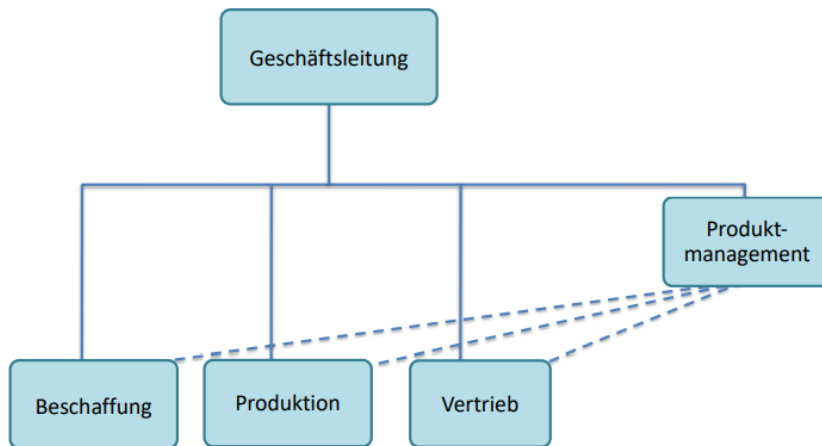 Geschäftsleitung
Produkt-
management
Beschaffung
Produktion
Vertrieb